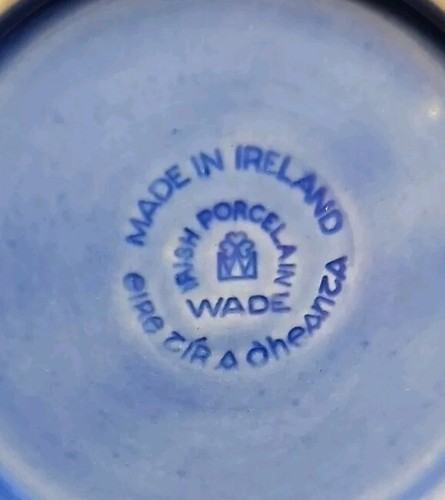 MADE IN IRELAND
IRISH PORCELAIN
WADE
eire tír a dheanta